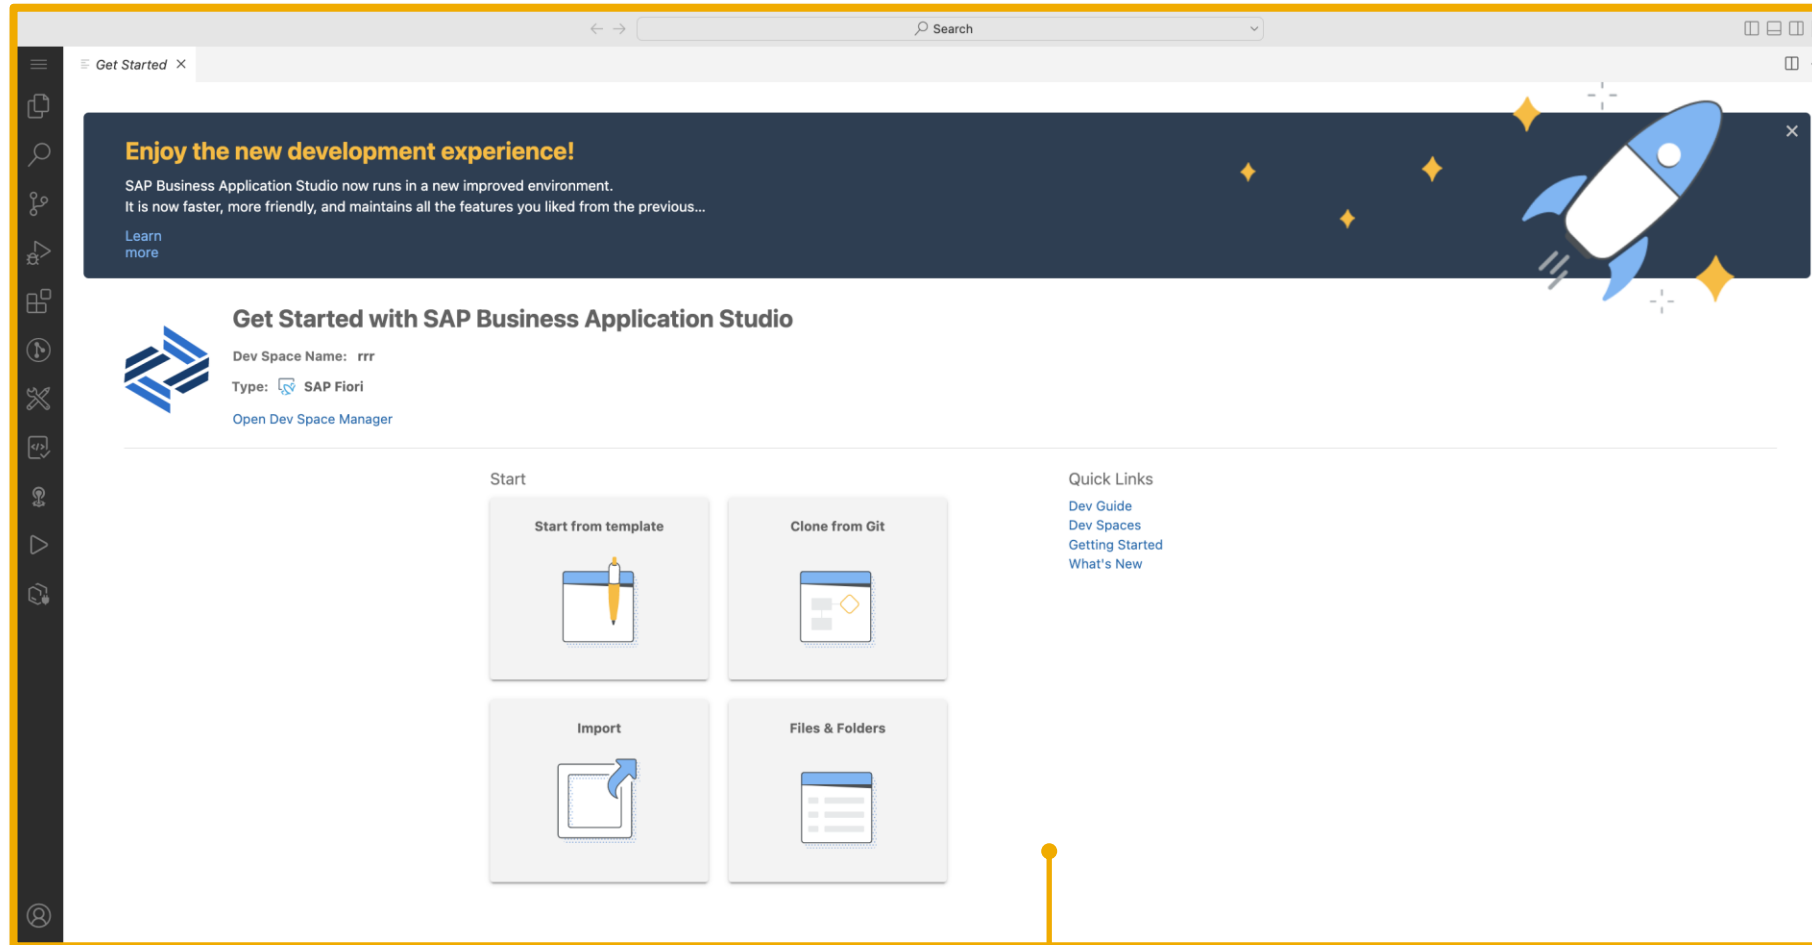 Search
Get Started
Enjoy the new development experience!
SAP Business Application Studio now runs in a new improved environment.
It is now faster, more friendly, and maintains all the features you liked from the previous...
Learn
more
Get Started with SAP Business Application Studio
Dev Space Name: rrr
Type: SAP Fiori
Open Dev Space Manager
Start
Start from template
Clone from Git
Import
Files & Folders
Quick Links
Dev Guide
Dev Spaces
Getting Started
What's New